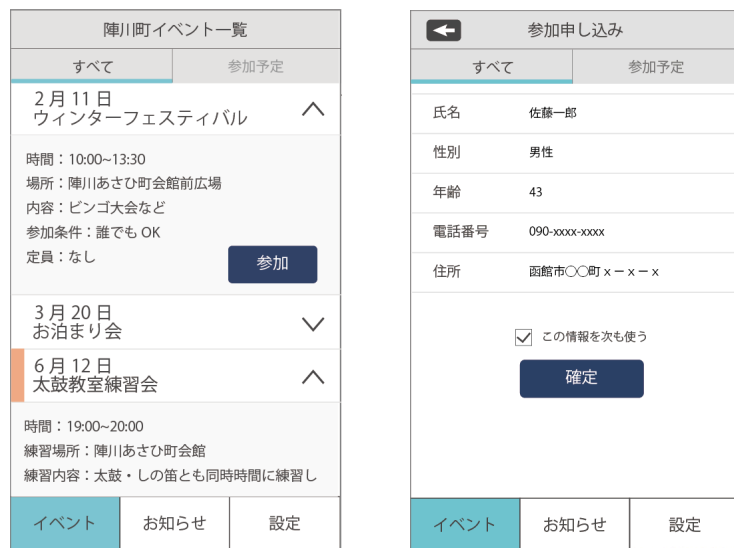 陣川町イベント一覧
すべて
参加予定
2月11日
ウィンターフェスティバル
時間：10:00~13:30
場所：陣川あさひ町会館前広場
内容：ビンゴ大会など
参加条件：誰でも OK
定員：なし
参加
3月20日
お泊まり会
6月12日
太鼓教室練習会
時間：19:00~20:00
練習場所：陣川あさひ町会館
練習内容：太鼓・しの笛とも同時時間に練習し
イベント
お知らせ
設定
参加申し込み
すべて
参加予定
氏名 佐藤一郎
性別 男性
年齢 43
電話番号 090-xxxx-xxxx
住所 函館市○○町 x － x － x
この情報を次も使う
確定
イベント
お知らせ
設定